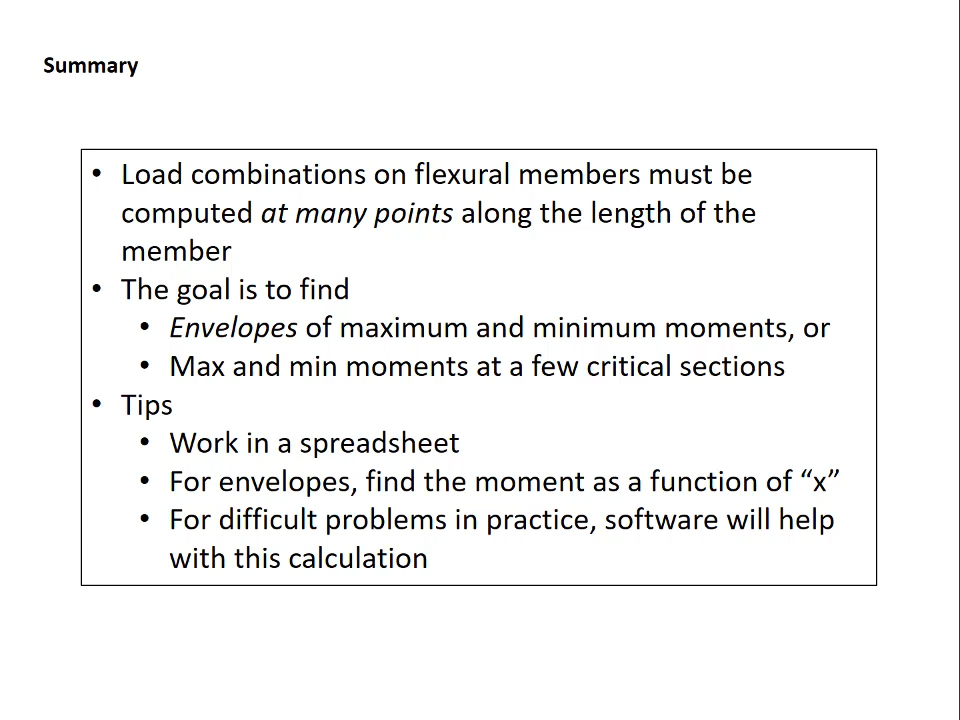 Summary
• Load combinations on flexural members must be
computed at many points along the length of the
member
• The goal is to find
• Envelopes of maximum and minimum moments, or
• Max and min moments at a few critical sections
• Tips
• Work in a spreadsheet
• For envelopes, find the moment as a function of “x”
• For difficult problems in practice, software will help
with this calculation